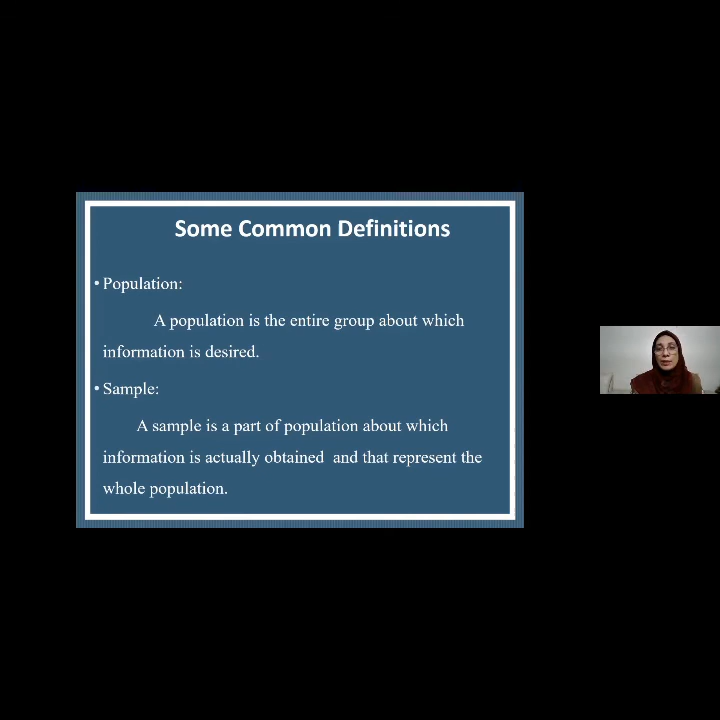 Some Common Definitions
• Population:
A population is the entire group about which
information is desired.
• Sample:
A sample is a part of population about which
information is actually obtained  and that represent the
whole population.